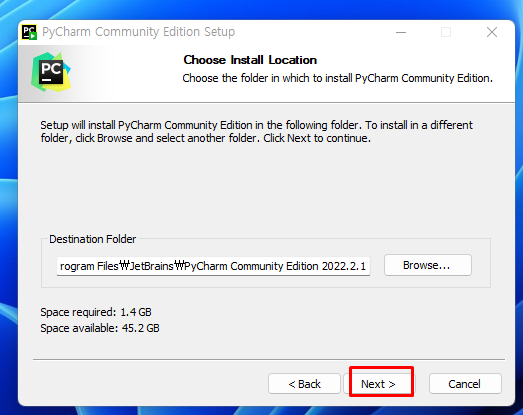 PyCharm Community Edition Setup
PC
Choose Install Location
Choose the folder in which to install PyCharm Community Edition.
Setup will install PyCharm Community Edition in the following folder. To install in a different
folder, click Browse and select another folder. Click Next to continue.
Destination Folder
rogram Files₩JetBrains₩PyCharm Community Edition 2022.2.1
Browse...
Space required: 1.4 GB
Space available: 45.2 GB
< Back
Next >
Cancel